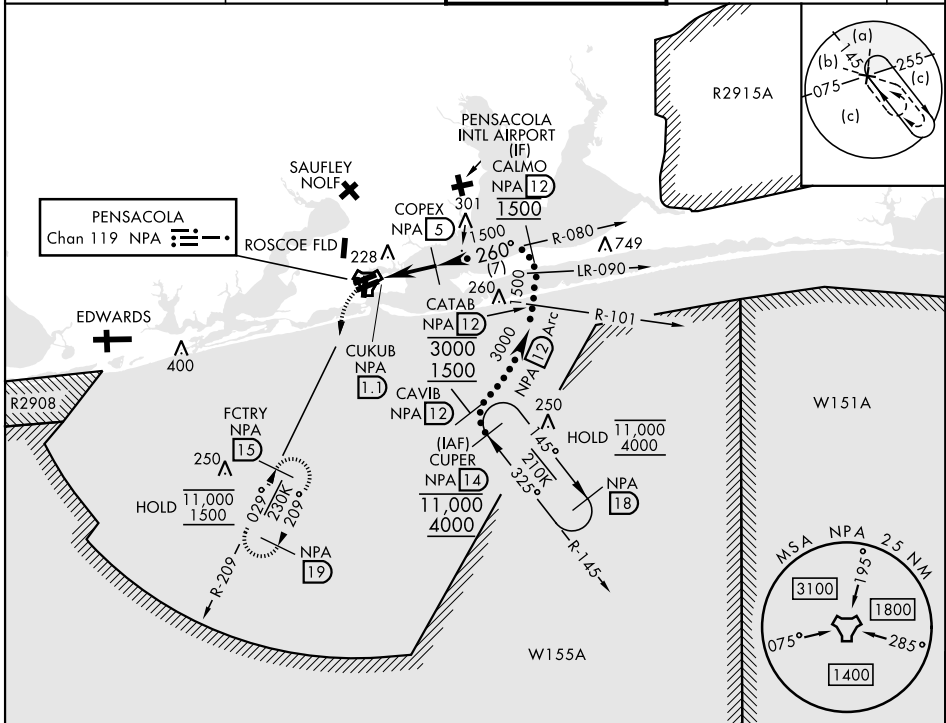 (a)
145°
(b)
255
(c)
075
(c)
R2915A
PENSACOLA
INTL AIRPORT
(IF)
CALMO
NPA 12
1500
SAUFLEY
NOLF
PENSACOLA
Chan 119 NPA
COPEX
NPA 5
301
1500
R-080
749
ROSCOE FLD
228
260°
(7)
LR-090
260
1500
CATAB
NPA 12
3000
1500
R-101
EDWARDS
400
CUKUB
NPA
1.1
3000
NPA 12 Arc
R2908
CAVIB
NPA 12
W151A
FCTRY
NPA
15
250
145°
210K
325°
HOLD 11,000
4000
(IAF)
CUPER
NPA 14
11,000
4000
250
HOLD 11,000
1500
029°
230K
209°
NPA
18
NPA
19
R-145
R-209
W155A
MSA NPA 25 NM
195°
3100
1800
075°
285°
1400